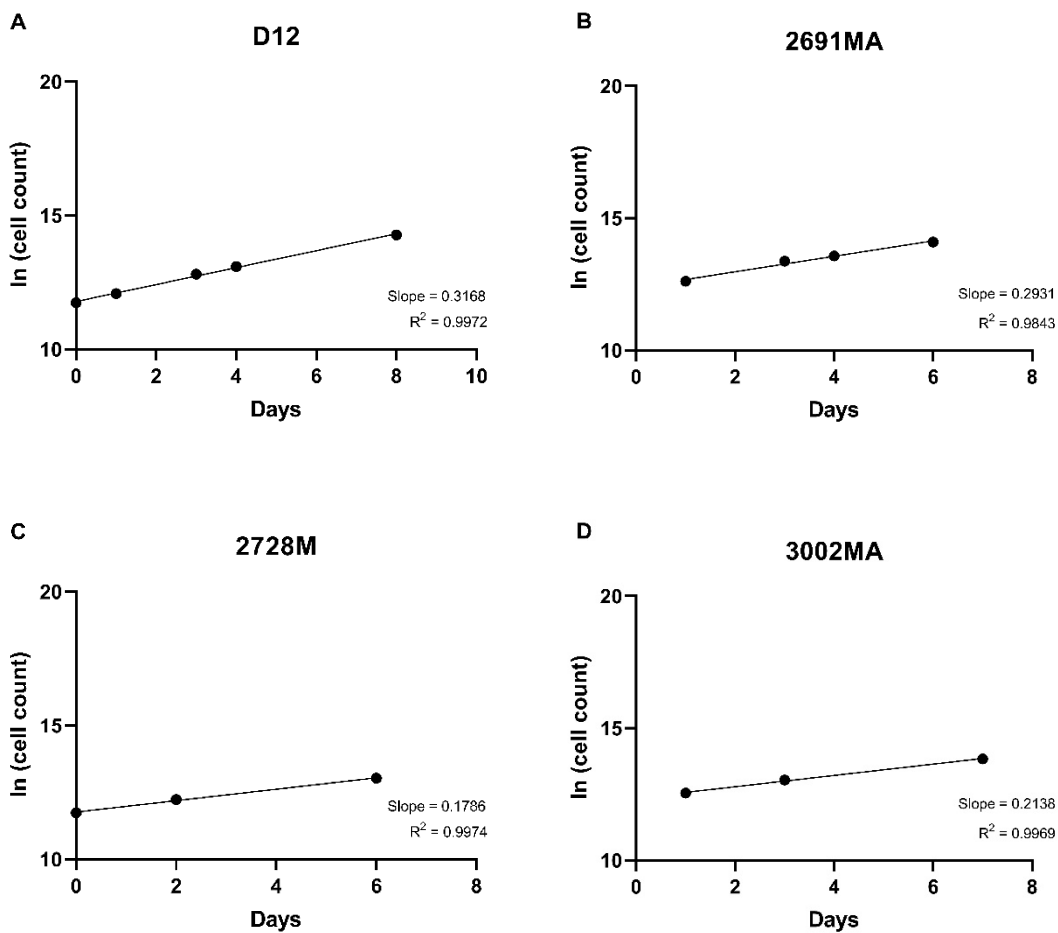 A
D12
20
15
10
ln (cell count)
0 2 4 6 8 10
Days
Slope = 0.3168
R² = 0.9972
B
2691MA
20
15
10
ln (cell count)
0 2 4 6 8
Days
Slope = 0.2931
R² = 0.9843
C
2728M
20
15
10
ln (cell count)
0 2 4 6 8
Days
Slope = 0.1786
R² = 0.9974
D
3002MA
20
15
10
ln (cell count)
0 2 4 6 8
Days
Slope = 0.2138
R² = 0.9969